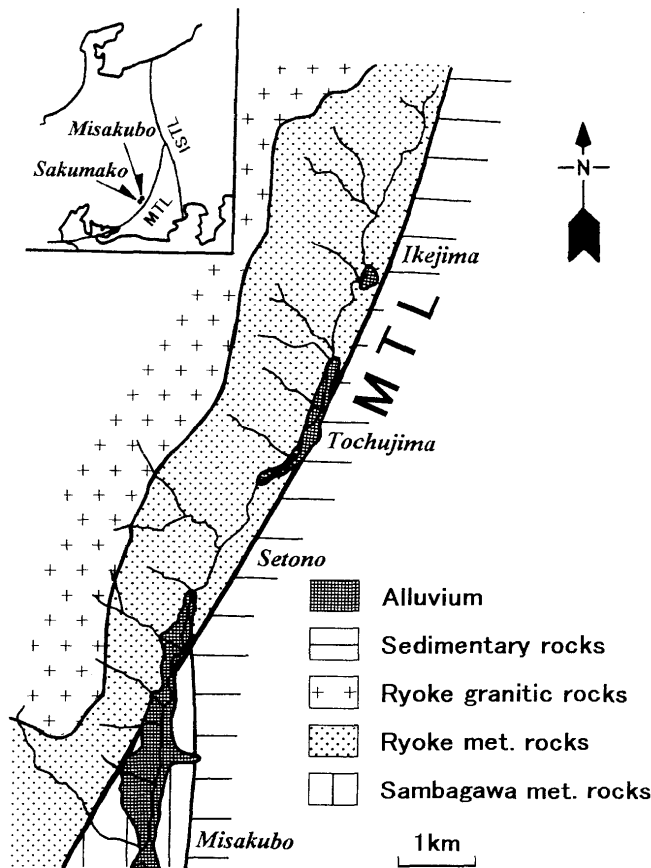 Misakubo
Sakumako
ISTL
MTL
N
Ikejima
MTL
Tochujima
Setono
Alluvium
Sedimentary rocks
Ryoke granitic rocks
Ryoke met. rocks
Sambagawa met. rocks
Misakubo
1km